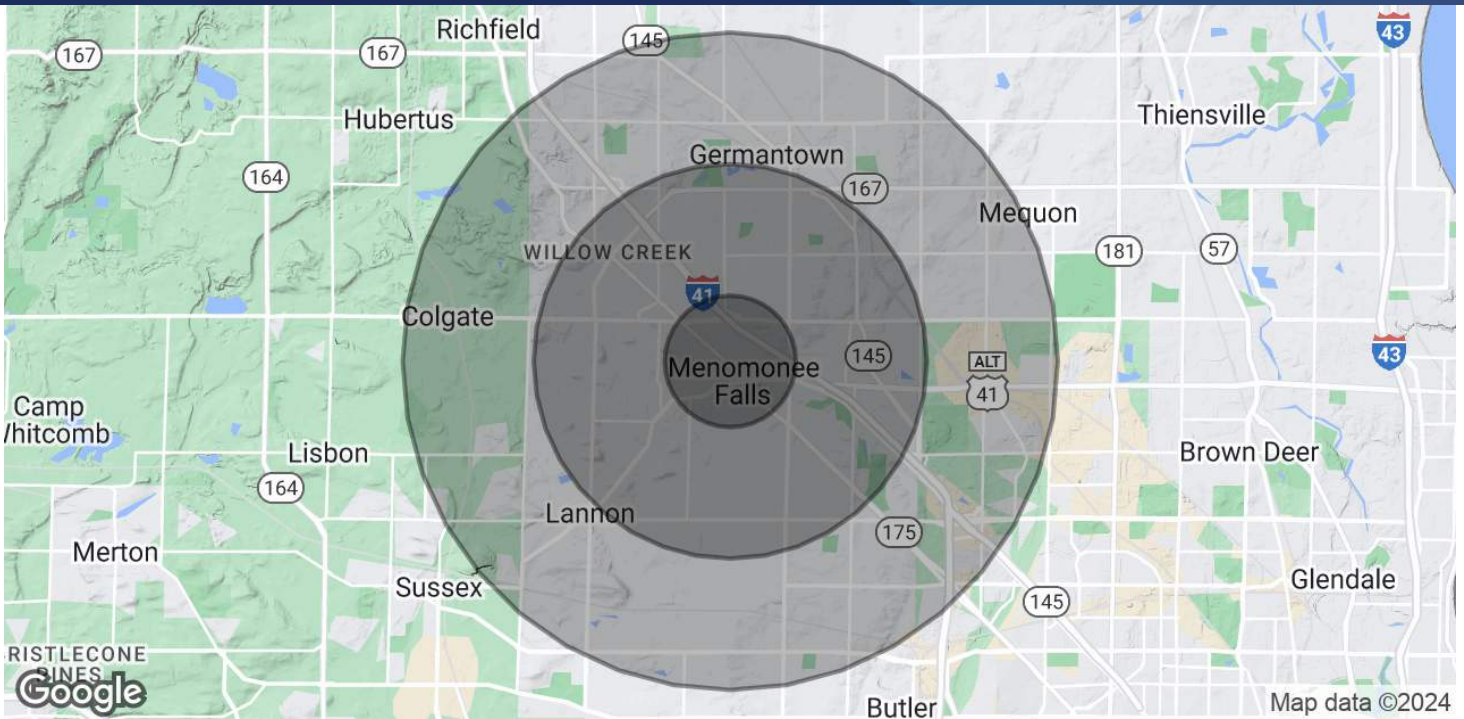 Richfield
145
43
167
167
Thiensville
Hubertus
Germantown
164
167
Mequon
WILLOW CREEK
181
57
41
Colgate
43
145
ALT
41
Menomonee
Falls
Camp
Whitcomb
Lisbon
Brown Deer
164
Lannon
175
Merton
Glendale
Sussex
145
RISTLECONE
PINES
Google
Butler
Map data ©2024